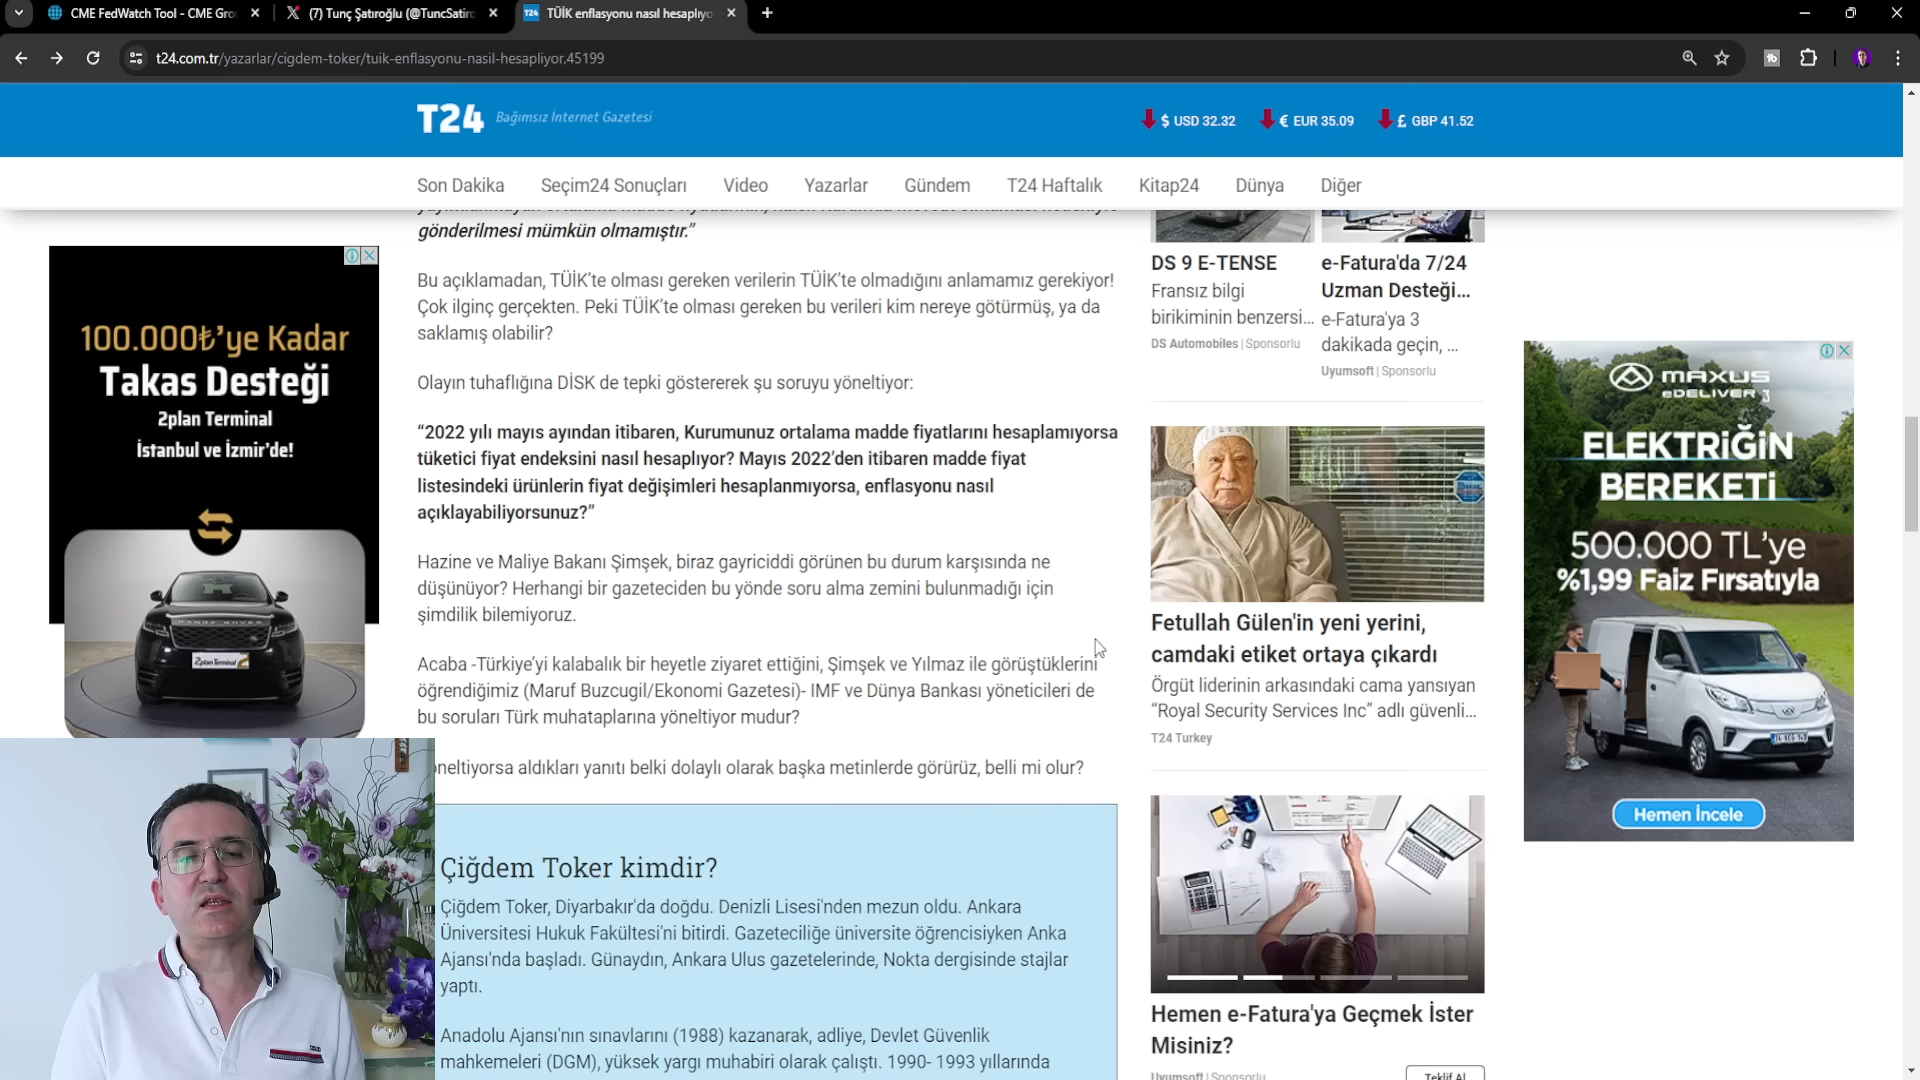 CME FedWatch Tool - CME Gro
(7) Tunç Şatıroğlu (@TuncSatiro
T24
TÜİK enflasyonu nasıl hesaplıyo
t24.com.tr/yazarlar/cigdem-toker/tuik-enflasyonu-nasil-hesapliyor,45199
T24
Bağımsız İnternet Gazetesi
$ USD 32.32
€ EUR 35.09
£ GBP 41.52
Son Dakika
Seçim24 Sonuçları
Video
Yazarlar
Gündem
T24 Haftalık
Kitap24
Dünya
Diğer
gönderilmesi mümkün olmamıştır.”
Bu açıklamadan, TÜİK’te olması gereken verilerin TÜİK’te olmadığını anlamamız gerekiyor!
Çok ilginç gerçekten. Peki TÜİK’te olması gereken bu verileri kim nereye götürmüş, ya da
saklamış olabilir?
Olayın tuhaflığına DİSK de tepki göstererek şu soruyu yöneltiyor:
“2022 yılı mayıs ayından itibaren, Kurumunuz ortalama madde fiyatlarını hesaplamıyorsa
tüketici fiyat endeksini nasıl hesaplıyor? Mayıs 2022’den itibaren madde fiyat
listesindeki ürünlerin fiyat değişimleri hesaplanmıyorsa, enflasyonu nasıl
açıklayabiliyorsunuz?”
Hazine ve Maliye Bakanı Şimşek, biraz gayriciddi görünen bu durum karşısında ne
düşünüyor? Herhangi bir gazeteciden bu yönde soru alma zemini bulunmadığı için
şimdilik bilemiyoruz.
Acaba -Türkiye’yi kalabalık bir heyetle ziyaret ettiğini, Şimşek ve Yılmaz ile görüştüklerini
öğrendiğimiz (Maruf Buzcugil/Ekonomi Gazetesi)- IMF ve Dünya Bankası yöneticileri de
bu soruları Türk muhataplarına yöneltiyor mudur?
öneltiyorsa aldıkları yanıtı belki dolaylı olarak başka metinlerde görürüz, belli mi olur?
Çiğdem Toker kimdir?
Çiğdem Toker, Diyarbakır'da doğdu. Denizli Lisesi'nden mezun oldu. Ankara
Üniversitesi Hukuk Fakültesi'ni bitirdi. Gazeteciliğe üniversite öğrencisiyken Anka
Ajansı'nda başladı. Günaydın, Ankara Ulus gazetelerinde, Nokta dergisinde stajlar
yaptı.
Anadolu Ajansı'nın sınavlarını (1988) kazanarak, adliye, Devlet Güvenlik
mahkemeleri (DGM), yüksek yargı muhabiri olarak çalıştı. 1990- 1993 yıllarında
100.000₺’ye Kadar
Takas Desteği
2plan Terminal
İstanbul ve İzmir’de!
RANGE ROVER
2plan Terminal
DS 9 E-TENSE
Fransız bilgi
birikiminin benzersi...
DS Automobiles | Sponsorlu
e-Fatura'da 7/24
Uzman Desteği...
e-Fatura'ya 3
dakikada geçin, ...
Uyumsoft | Sponsorlu
Fetullah Gülen'in yeni yerini,
camdaki etiket ortaya çıkardı
Örgüt liderinin arkasındaki cama yansıyan
“Royal Security Services Inc” adlı güvenli...
T24 Turkey
Hemen e-Fatura'ya Geçmek İster
Misiniz?
Uyumsoft | Sponsorlu
Teklif Al
MAXUS
eDELIVER 3
ELEKTRİĞİN
BEREKETİ
500.000 TL’ye
%1,99 Faiz Fırsatıyla
Hemen İncele